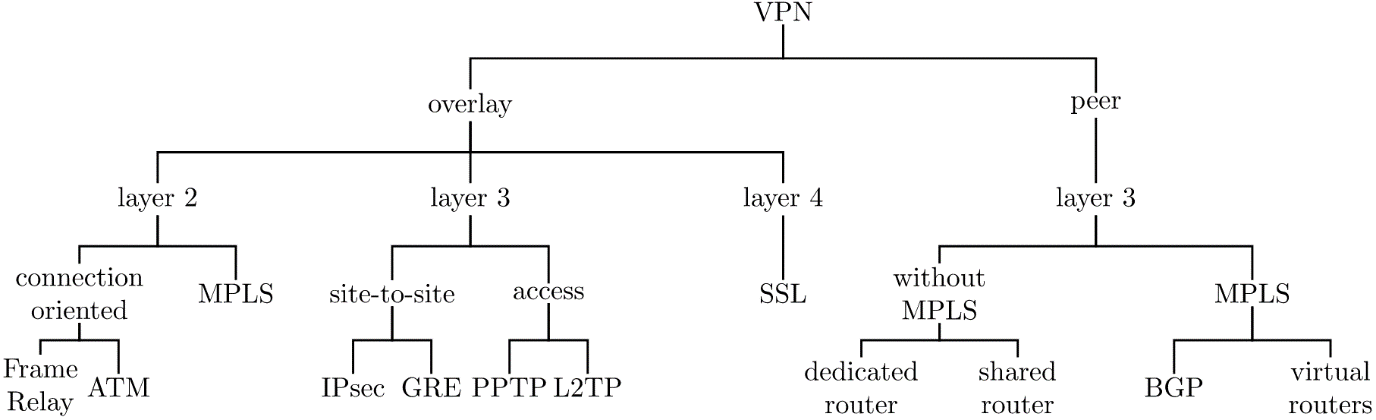 VPN
overlay
peer
layer 2
layer 3
layer 4
layer 3
connection
oriented
MPLS
site-to-site
access
SSL
without
MPLS
MPLS
Frame
Relay
ATM
IPsec
GRE
PPTP
L2TP
dedicated
router
shared
router
BGP
virtual
routers